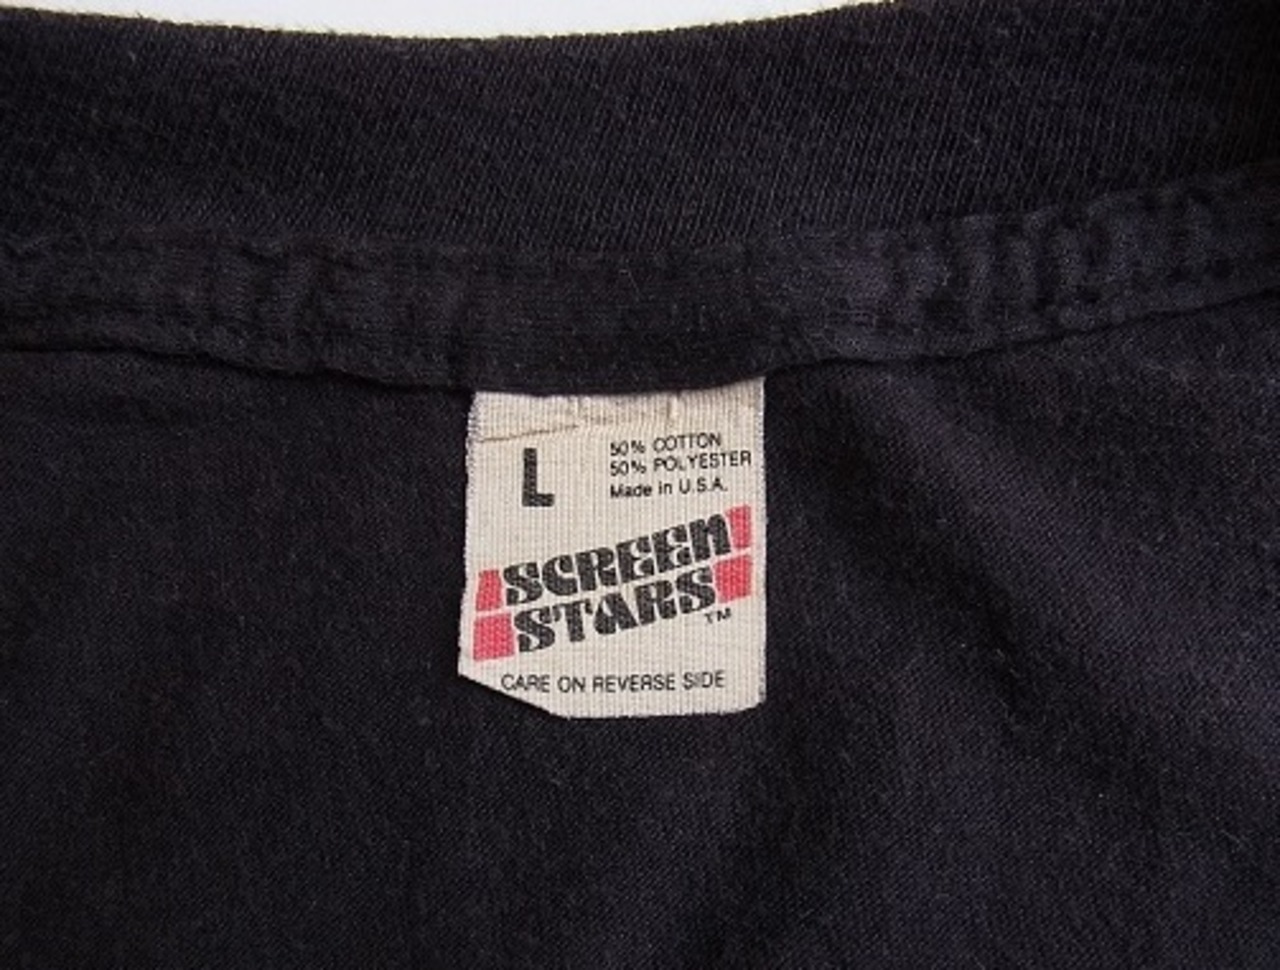 L
50% COTTON
50% POLYESTER
Made in U.S.A.
SCREEN
STARS
TM
CARE ON REVERSE SIDE